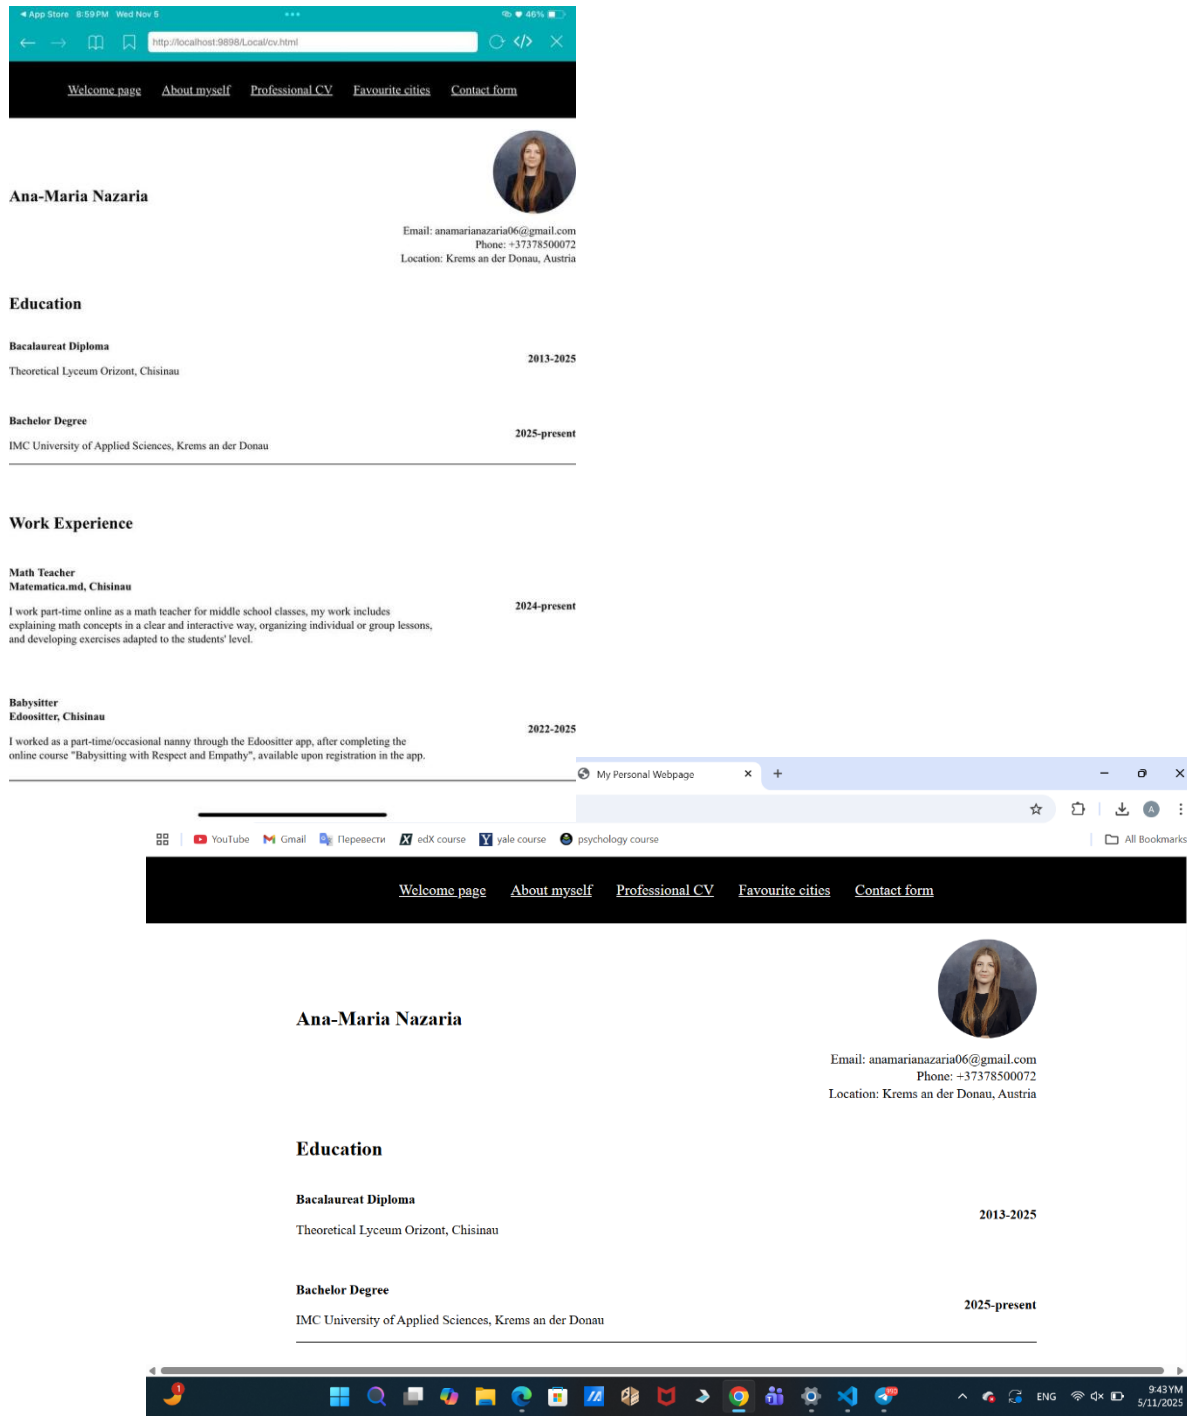 App Store 8:59 PM Wed Nov 5
46%
http://localhost:9898/Local/cv.html
Welcome page About myself Professional CV Favourite cities Contact form
Ana-Maria Nazaria
Email: anamarianazaria06@gmail.com
Phone: +37378500072
Location: Krems an der Donau, Austria
Education
Bacalaureat Diploma
2013-2025
Theoretical Lyceum Orizont, Chisinau
Bachelor Degree
2025-present
IMC University of Applied Sciences, Krems an der Donau
Work Experience
Math Teacher
Matematica.md, Chisinau
2024-present
I work part-time online as a math teacher for middle school classes, my work includes
explaining math concepts in a clear and interactive way, organizing individual or group lessons,
and developing exercises adapted to the students' level.
Babysitter
Edoositter, Chisinau
2022-2025
I worked as a part-time/occasional nanny through the Edoositter app, after completing the
online course "Babysitting with Respect and Empathy", available upon registration in the app.
My Personal Webpage
A
YouTube Gmail Перевести edX course yale course psychology course All Bookmarks
Welcome page About myself Professional CV Favourite cities Contact form
Ana-Maria Nazaria
Email: anamarianazaria06@gmail.com
Phone: +37378500072
Location: Krems an der Donau, Austria
Education
Bacalaureat Diploma
2013-2025
Theoretical Lyceum Orizont, Chisinau
Bachelor Degree
2025-present
IMC University of Applied Sciences, Krems an der Donau
1
ENG
9:43 YM
5/11/2025